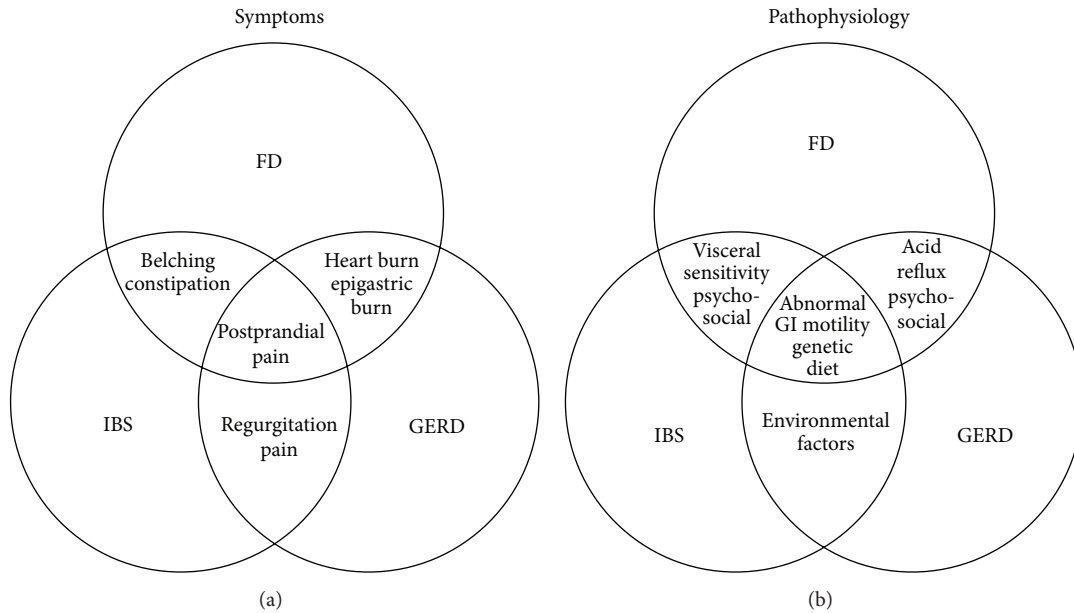 Symptoms
FD
Belching
constipation
Heart burn
epigastric
burn
Postprandial
pain
IBS
Regurgitation
pain
GERD
(a)
Pathophysiology
FD
Visceral
sensitivity
psycho-
social
Acid
reflux
psycho-
social
Abnormal
GI motility
genetic
diet
IBS
Environmental
factors
GERD
(b)